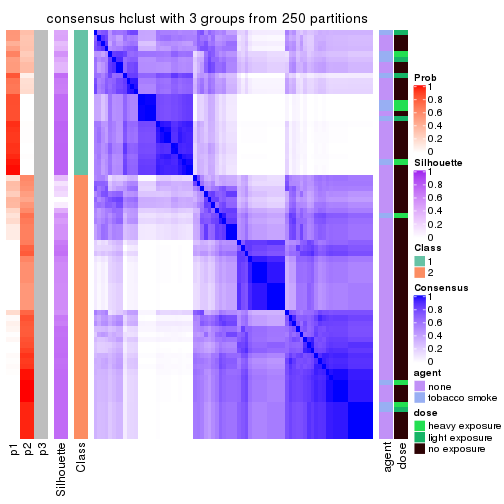 consensus hclust with 3 groups from 250 partitions
Prob
1
0.8
0.6
0.4
0.2
0
Silhouette
1
0.8
0.6
0.4
0.2
0
Class
1
2
Consensus
1
0.8
0.6
0.4
0.2
0
agent
none
tobacco smoke
dose
heavy exposure
light exposure
no exposure
p1
p2
p3
Silhouette
Class
agent
dose